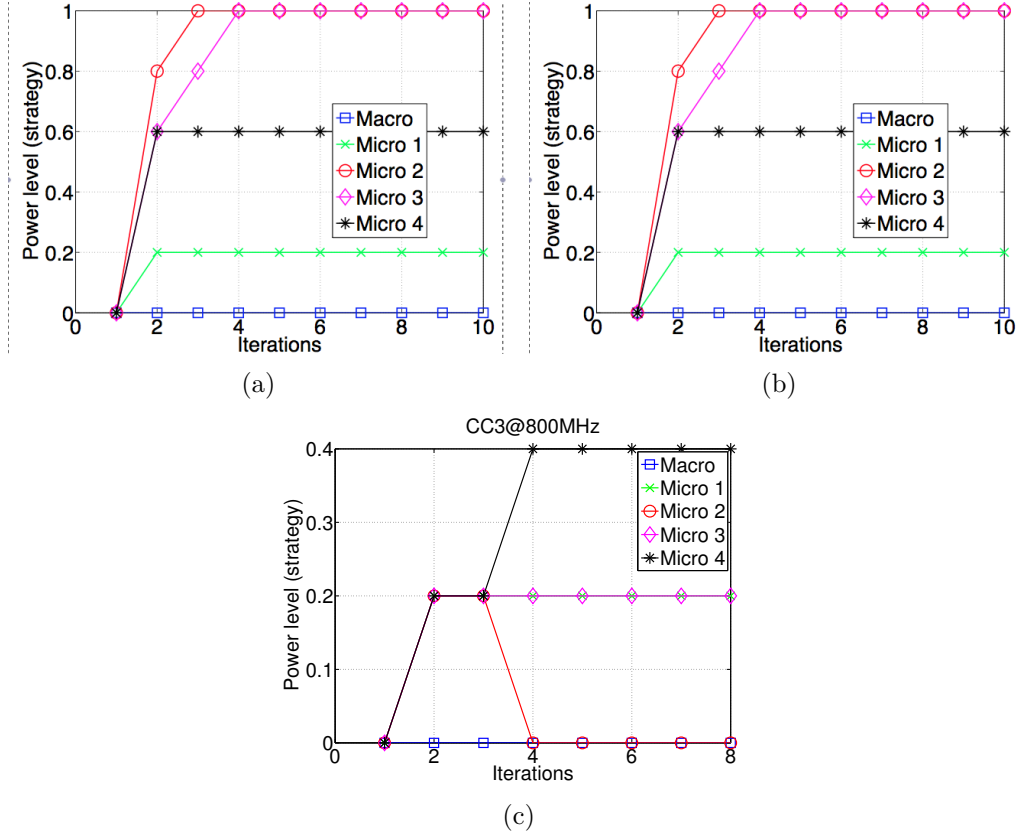 1
0.8
0.6
0.4
0.2
0
Power level (strategy)
0
2
4
6
8
10
Iterations
Macro
Micro 1
Micro 2
Micro 3
Micro 4
(a)
1
0.8
0.6
0.4
0.2
0
Power level (strategy)
0
2
4
6
8
10
Iterations
Macro
Micro 1
Micro 2
Micro 3
Micro 4
(b)
CC3@800MHz
0.4
0.3
0.2
0.1
0
Power level (strategy)
0
2
4
6
8
Iterations
Macro
Micro 1
Micro 2
Micro 3
Micro 4
(c)